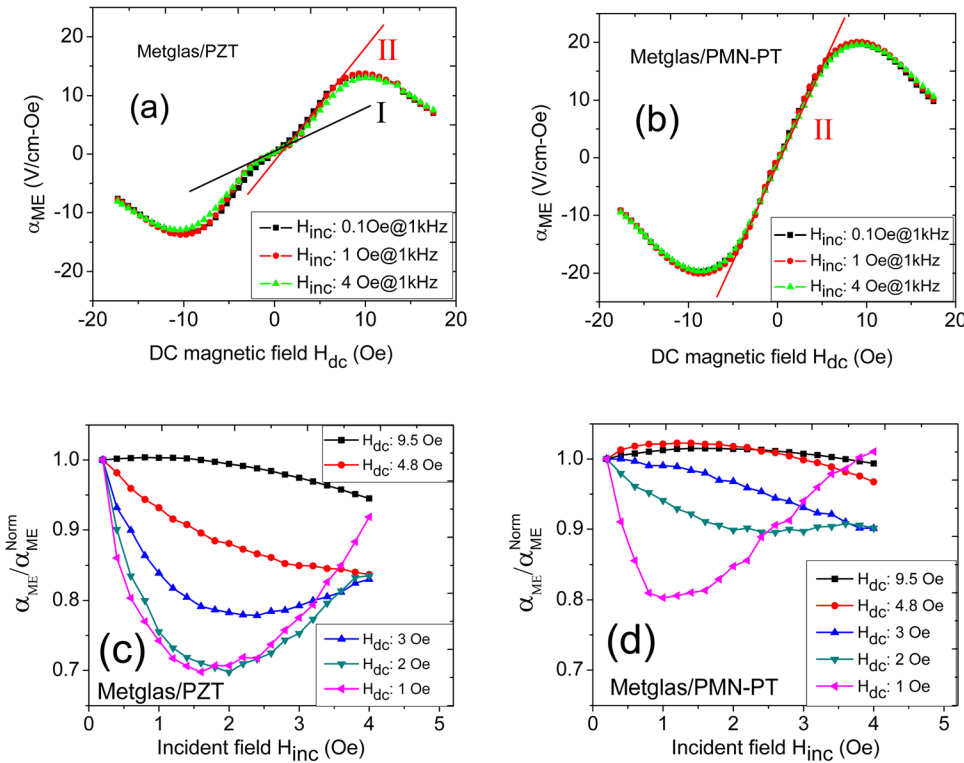 Metglas/PZT
(a)
II
I
H_inc: 0.1Oe@1kHz
H_inc: 1 Oe@1kHz
H_inc: 4 Oe@1kHz
20
10
0
-10
-20
α_ME (V/cm-Oe)
-20 -10 0 10 20
DC magnetic field H_dc (Oe)
Metglas/PMN-PT
(b)
II
H_inc: 0.1Oe@1kHz
H_inc: 1 Oe@1kHz
H_inc: 4 Oe@1kHz
20
10
0
-10
-20
α_ME (V/cm-Oe)
-20 -10 0 10 20
DC magnetic field H_dc (Oe)
H_dc: 9.5 Oe
H_dc: 4.8 Oe
1.0
0.9
0.8
0.7
α_ME/α_ME^Norm
H_dc: 3 Oe
H_dc: 2 Oe
H_dc: 1 Oe
(c)
Metglas/PZT
0 1 2 3 4 5
Incident field H_inc (Oe)
1.0
0.9
0.8
0.7
α_ME/α_ME^Norm
H_dc: 9.5 Oe
H_dc: 4.8 Oe
H_dc: 3 Oe
H_dc: 2 Oe
H_dc: 1 Oe
(d)
Metglas/PMN-PT
0 1 2 3 4 5
Incident field H_inc (Oe)